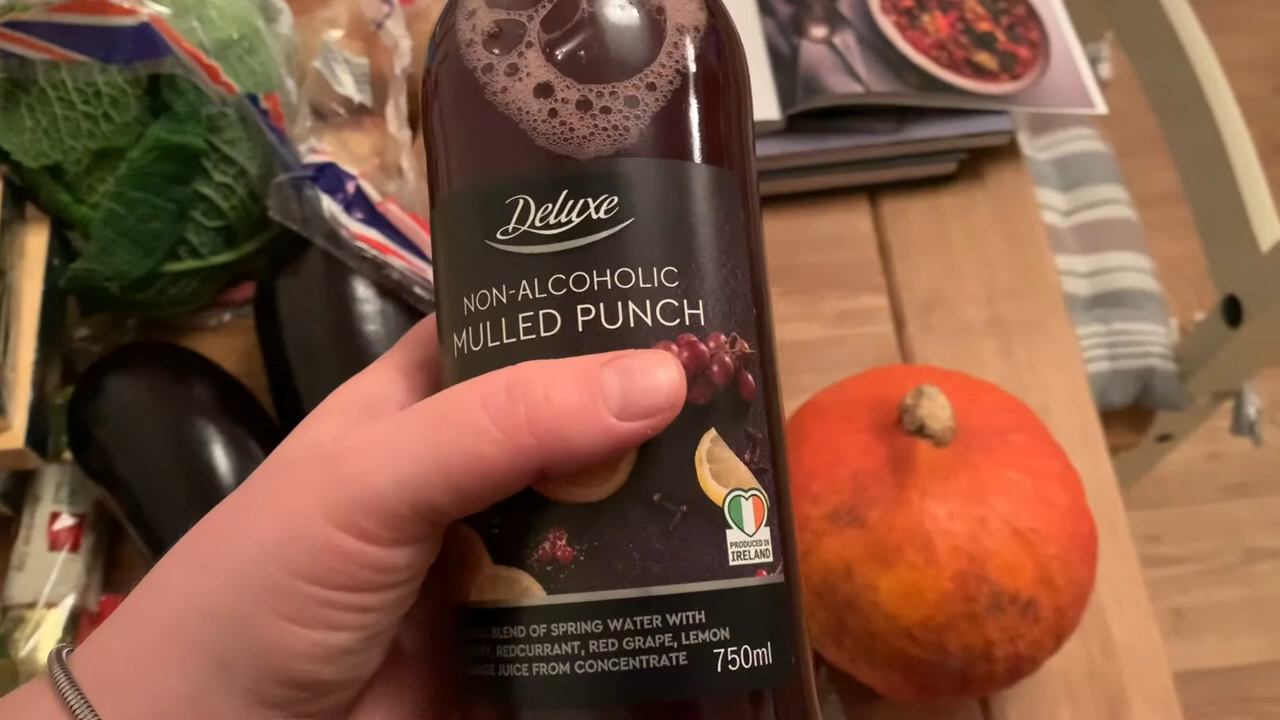 Deluxe
NON-ALCOHOLIC
MULLED PUNCH
PRODUCED IN
IRELAND
BLEND OF SPRING WATER WITH
REDCURRANT, RED GRAPE, LEMON
JUICE FROM CONCENTRATE
750ml